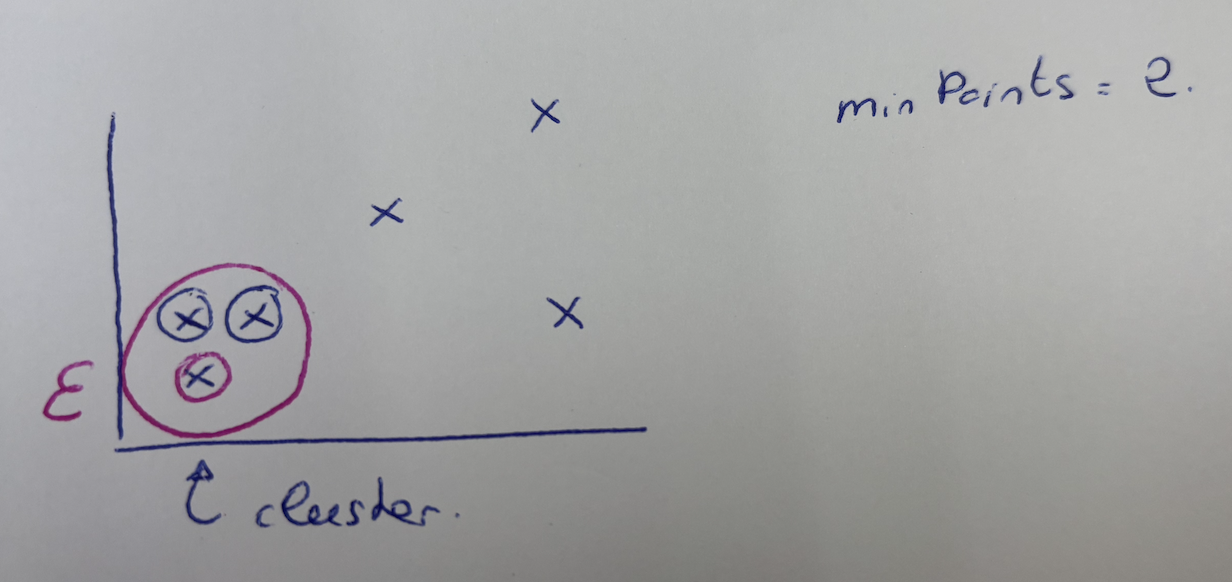 min Points = 2.
ε
cluster.